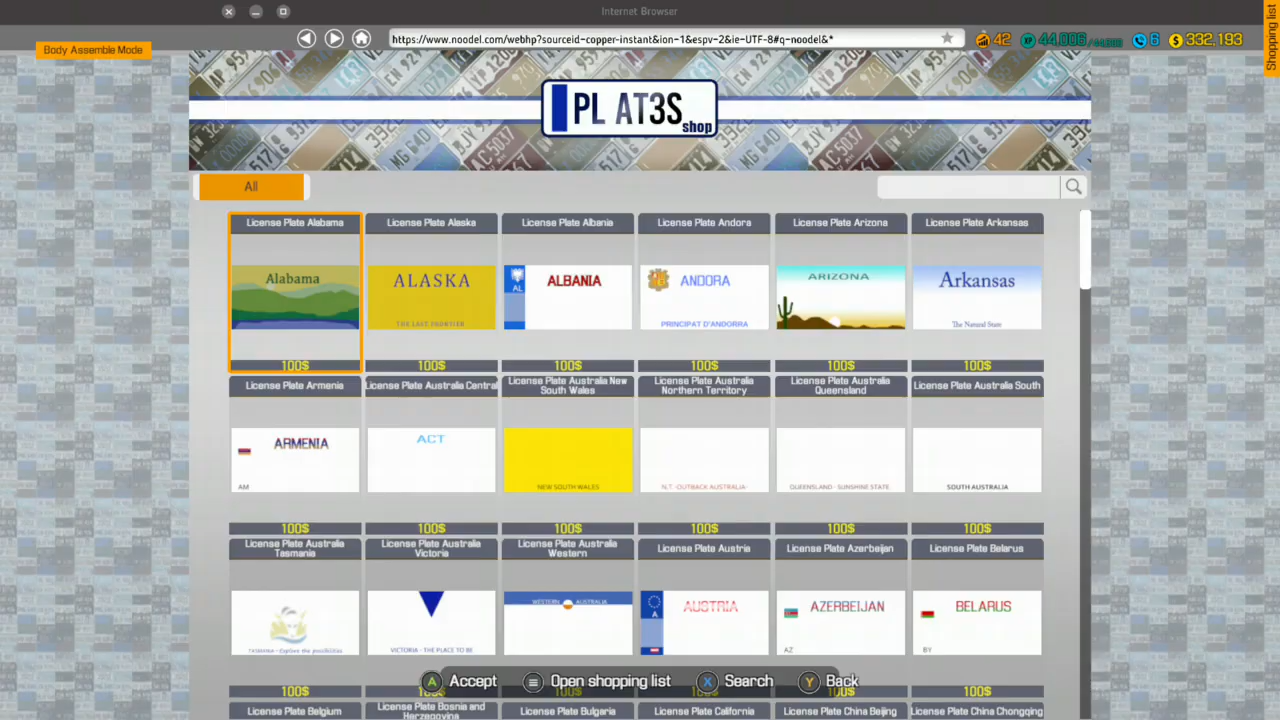 Internet Browser
Shopping list
Body Assemble Mode
https://www.noodel.com/webhp?sourceid=copper-instant&ion=1&espv=2&ie=UTF-8#q=noodel&*
42
44,806
6
332,193
PL AT3S
shop
All
License Plate Alabama
License Plate Alaska
License Plate Albania
License Plate Andora
License Plate Arizona
License Plate Arkansas
Alabama
ALASKA
THE LAST FRONTIER
AL
ALBANIA
ANDORA
PRINCIPAT D'ANDORRA
ARIZONA
Arkansas
The Natural State
100$
100$
100$
100$
100$
100$
License Plate Armenia
License Plate Australia Central
License Plate Australia New
South Wales
License Plate Australia
Northern Territory
License Plate Australia
Queensland
License Plate Australia South
ARMENIA
AM
ACT
NEW SOUTH WALES
N.T. -OUTBACK AUSTRALIA-
QUEENSLAND - SUNSHINE STATE
SOUTH AUSTRALIA
100$
100$
100$
100$
100$
100$
License Plate Australia
Tasmania
License Plate Australia
Victoria
License Plate Australia
Western
License Plate Austria
License Plate Azerbeijan
License Plate Belarus
TASMANIA - Explore the possibilities
VICTORIA - THE PLACE TO BE
WESTERN AUSTRALIA
A
AUSTRIA
AZERBEIJAN
AZ
BELARUS
BY
100$
100$
100$
100$
100$
100$
A Accept
Open shopping list
X Search
Y Back
License Plate Belgium
License Plate Bosnia and
Herzegovina
License Plate Bulgaria
License Plate California
License Plate China Beijing
License Plate China Chongqing